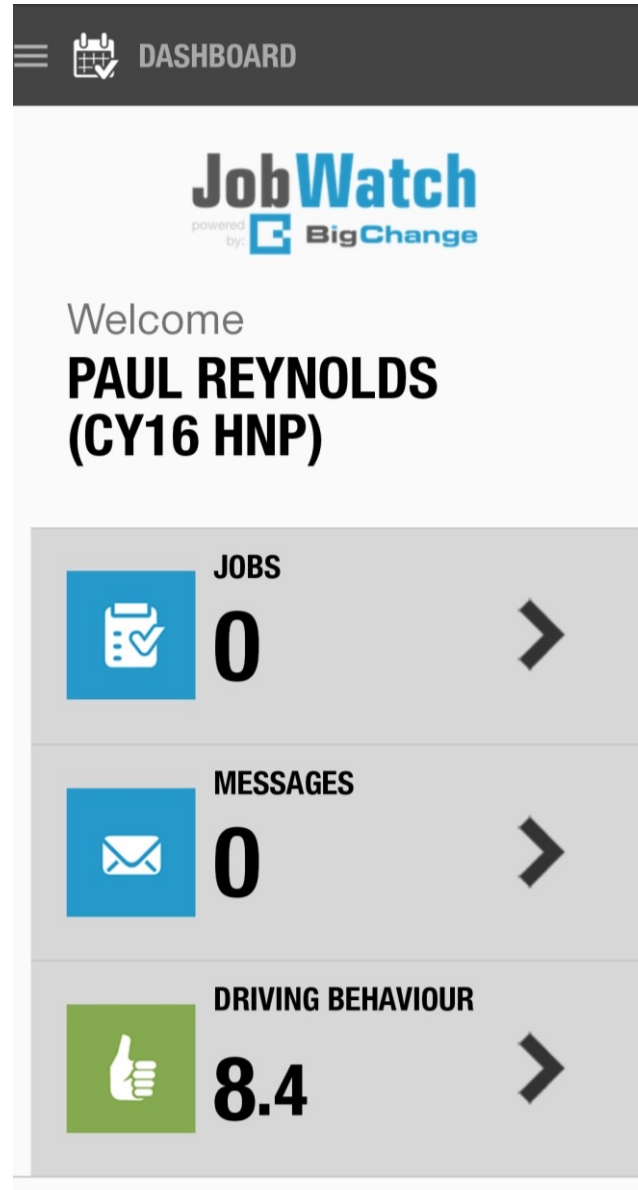 DASHBOARD
JobWatch
powered by: BigChange
Welcome
PAUL REYNOLDS
(CY16 HNP)
JOBS
0
MESSAGES
0
DRIVING BEHAVIOUR
8.4